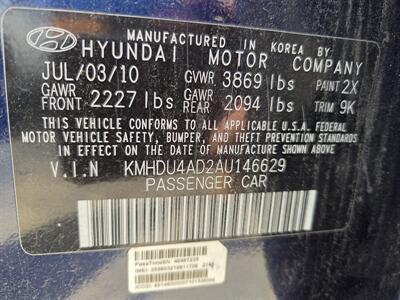 MANUFACTURED IN KOREA BY
HYUNDAI MOTOR COMPANY
JUL/03/10 GVWR 3869 lbs PAINT 2X
GAWR FRONT 2227 lbs GAWR REAR 2094 lbs TRIM 9K
THIS VEHICLE CONFORMS TO ALL APPLICABLE U.S.A FEDERAL
MOTOR VEHICLE SAFETY, BUMPER, AND THEFT PREVENTION STANDARDS
IN EFFECT ON THE DATE OF MANUFACTURE SHOWN ABOVE.
V.I.N KMHDU4AD2AU146629
PASSENGER CAR